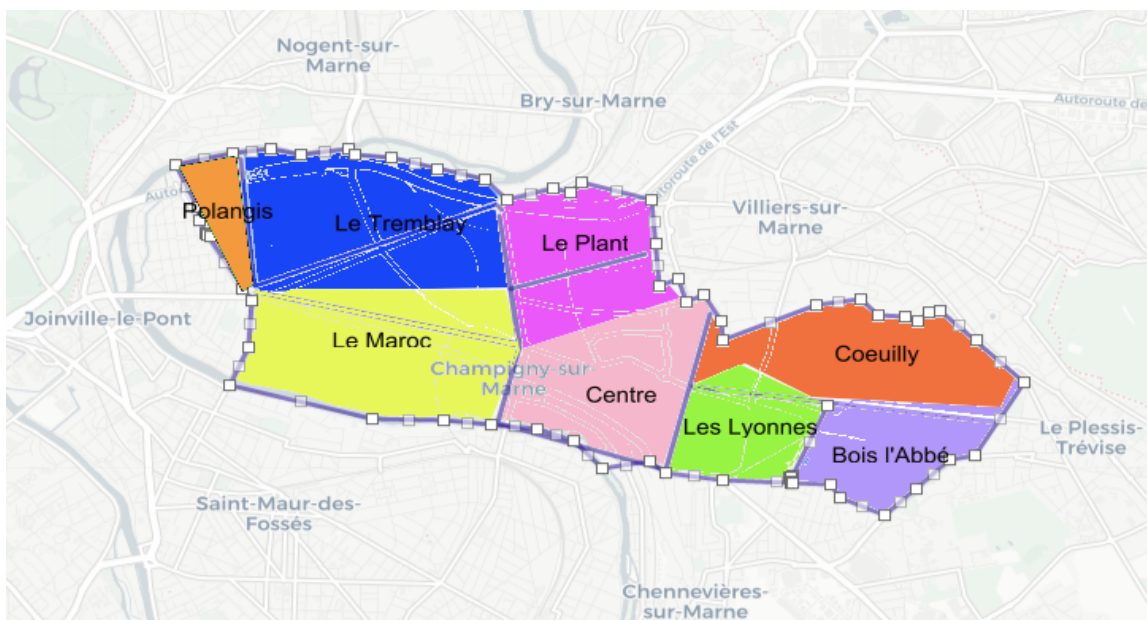 Nogent-sur-
Marne
Bry-sur-Marne
Autoroute de l'Est
Autoroute de
Polangis
Le Tremblay
Le Plant
Villiers-sur-
Marne
Joinville-le-Pont
Le Maroc
Champigny-sur-
Marne
Centre
Coeuilly
Les Lyonnes
Bois l'Abbé
Le Plessis-
Trévise
Saint-Maur-des-
Fossés
Chennevières-
sur-Marne